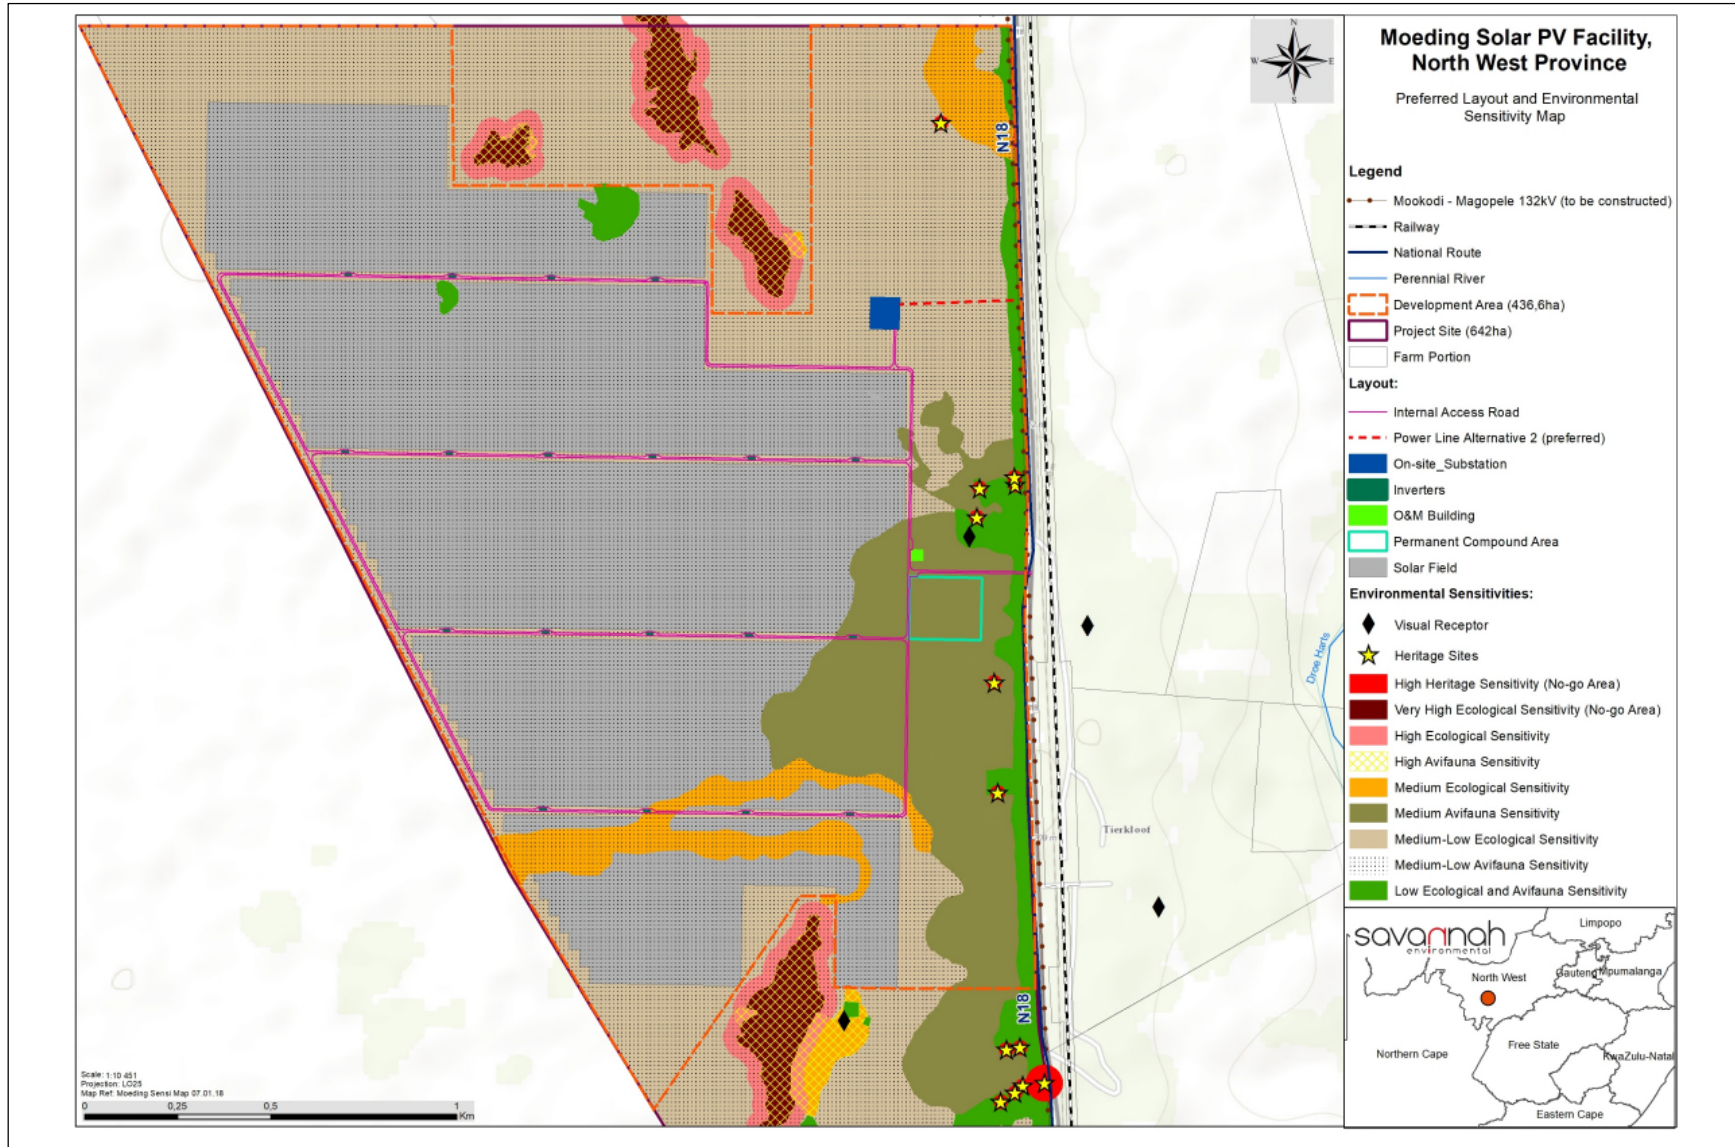 Moeding Solar PV Facility,
North West Province
Preferred Layout and Environmental
Sensitivity Map
Legend
Mookodi - Magopele 132kV (to be constructed)
Railway
National Route
Perennial River
Development Area (436,6ha)
Project Site (642ha)
Farm Portion
Layout:
Internal Access Road
Power Line Alternative 2 (preferred)
On-site_Substation
Inverters
O&M Building
Permanent Compound Area
Solar Field
Environmental Sensitivities:
Visual Receptor
Heritage Sites
High Heritage Sensitivity (No-go Area)
Very High Ecological Sensitivity (No-go Area)
High Ecological Sensitivity
High Avifauna Sensitivity
Medium Ecological Sensitivity
Medium Avifauna Sensitivity
Medium-Low Ecological Sensitivity
Medium-Low Avifauna Sensitivity
Low Ecological and Avifauna Sensitivity
savannah
environmental
Limpopo
North West
Gauteng
Mpumalanga
Free State
Northern Cape
KwaZulu-Natal
Eastern Cape
N
W
E
S
N18
Droe Harts
Tierkloof
N18
Scale: 1:10 451
Projection: LO25
Map Ref: Moeding Sensi Map 07.01.18
0 0,25 0,5 1
Km